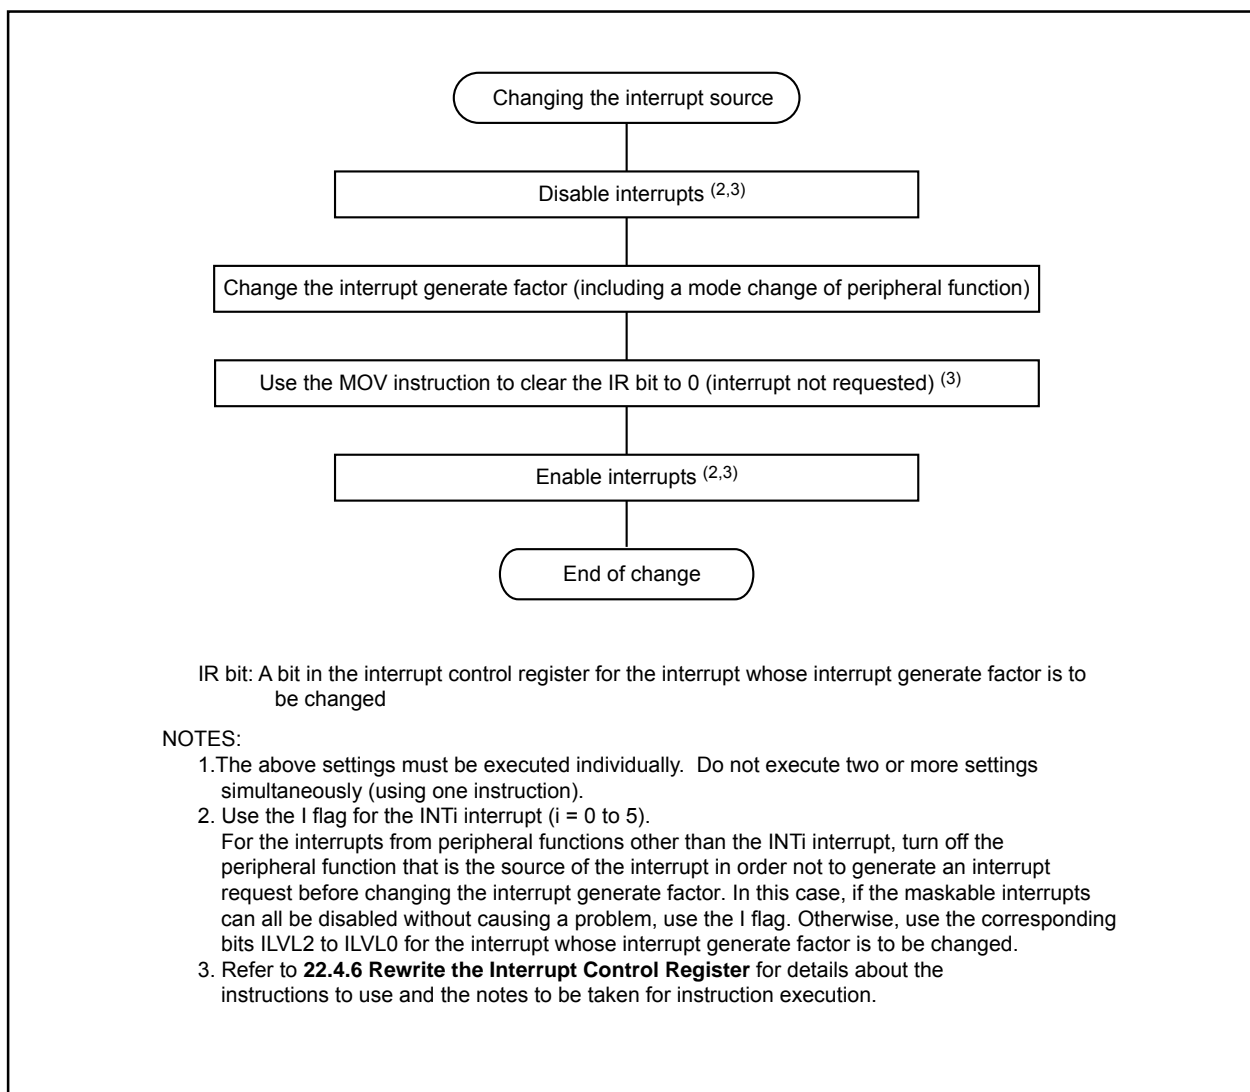 Changing the interrupt source
Disable interrupts (2,3)
Change the interrupt generate factor (including a mode change of peripheral function)
Use the MOV instruction to clear the IR bit to 0 (interrupt not requested) (3)
Enable interrupts (2,3)
End of change
IR bit: A bit in the interrupt control register for the interrupt whose interrupt generate factor is to
be changed
NOTES:
1.The above settings must be executed individually. Do not execute two or more settings
simultaneously (using one instruction).
2. Use the I flag for the INTi interrupt (i = 0 to 5).
For the interrupts from peripheral functions other than the INTi interrupt, turn off the
peripheral function that is the source of the interrupt in order not to generate an interrupt
request before changing the interrupt generate factor. In this case, if the maskable interrupts
can all be disabled without causing a problem, use the I flag. Otherwise, use the corresponding
bits ILVL2 to ILVL0 for the interrupt whose interrupt generate factor is to be changed.
3. Refer to 22.4.6 Rewrite the Interrupt Control Register for details about the
instructions to use and the notes to be taken for instruction execution.